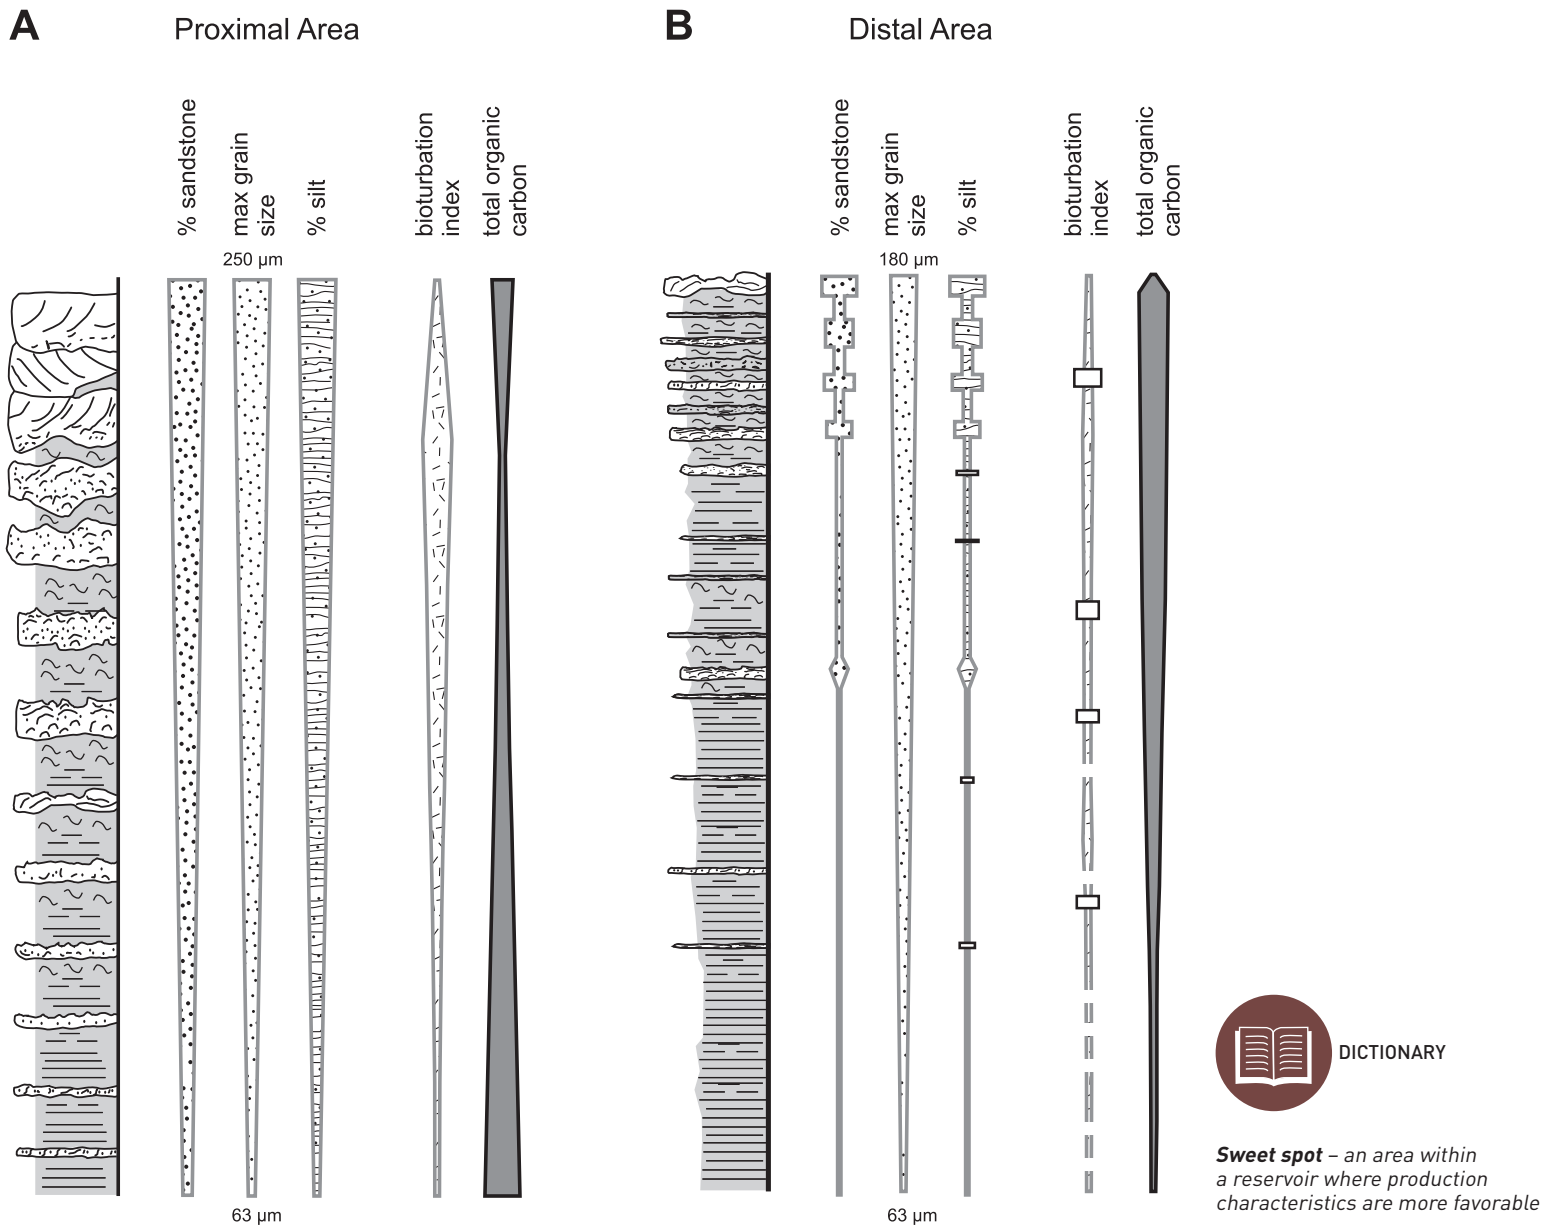 A
Proximal Area
% sandstone
max grain
size
% silt
bioturbation
index
total organic
carbon
250 µm
63 µm
B
Distal Area
% sandstone
max grain
size
% silt
bioturbation
index
total organic
carbon
180 µm
63 µm
DICTIONARY
Sweet spot – an area within
a reservoir where production
characteristics are more favorable